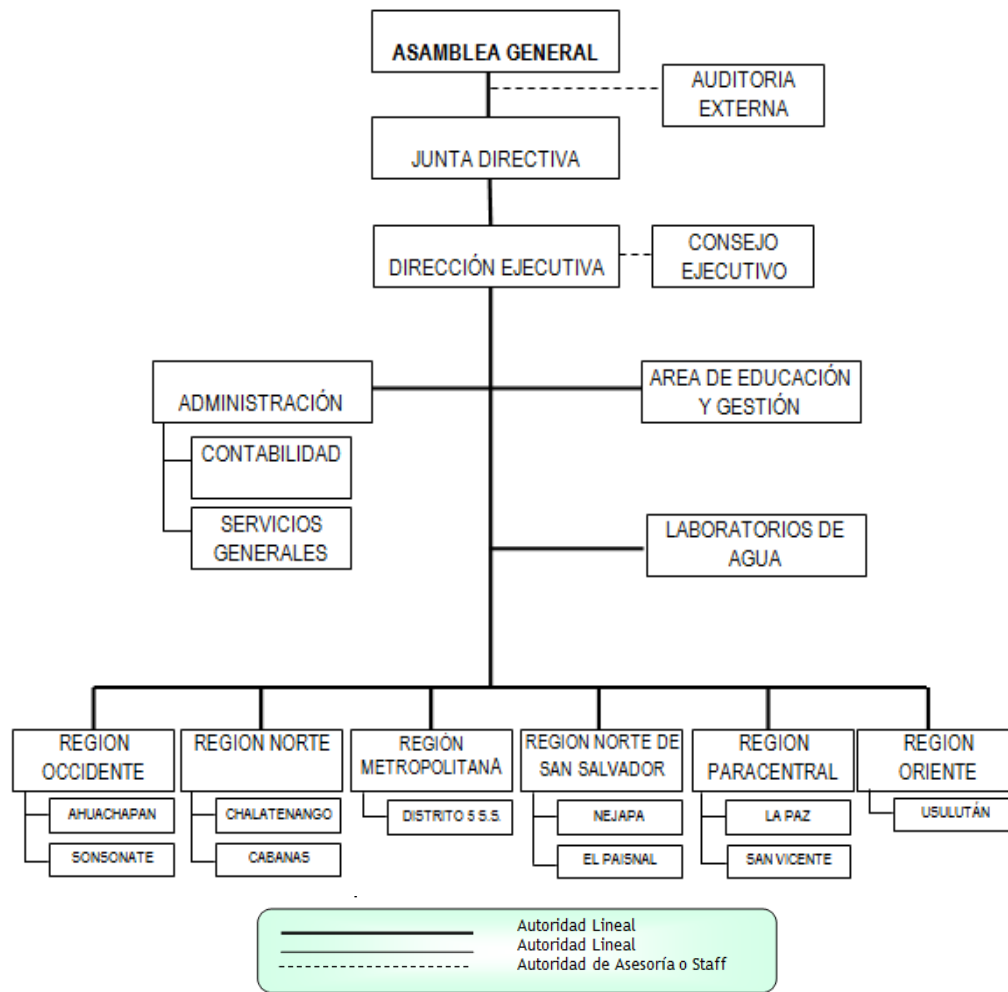 ASAMBLEA GENERAL
AUDITORIA
EXTERNA
JUNTA DIRECTIVA
DIRECCIÓN EJECUTIVA
CONSEJO
EJECUTIVO
ADMINISTRACIÓN
AREA DE EDUCACIÓN
Y GESTIÓN
CONTABILIDAD
SERVICIOS
GENERALES
LABORATORIOS DE
AGUA
REGION
OCCIDENTE
AHUACHAPAN
SONSONATE
REGION NORTE
CHALATENANGO
CABANAS
REGIÓN
METROPOLITANA
DISTRITO 5 S.S.
REGION NORTE DE
SAN SALVADOR
NEJAPA
EL PAISNAL
REGION
PARACENTRAL
LA PAZ
SAN VICENTE
REGION
ORIENTE
USULUTÁN
Autoridad Lineal
Autoridad Lineal
Autoridad de Asesoría o Staff